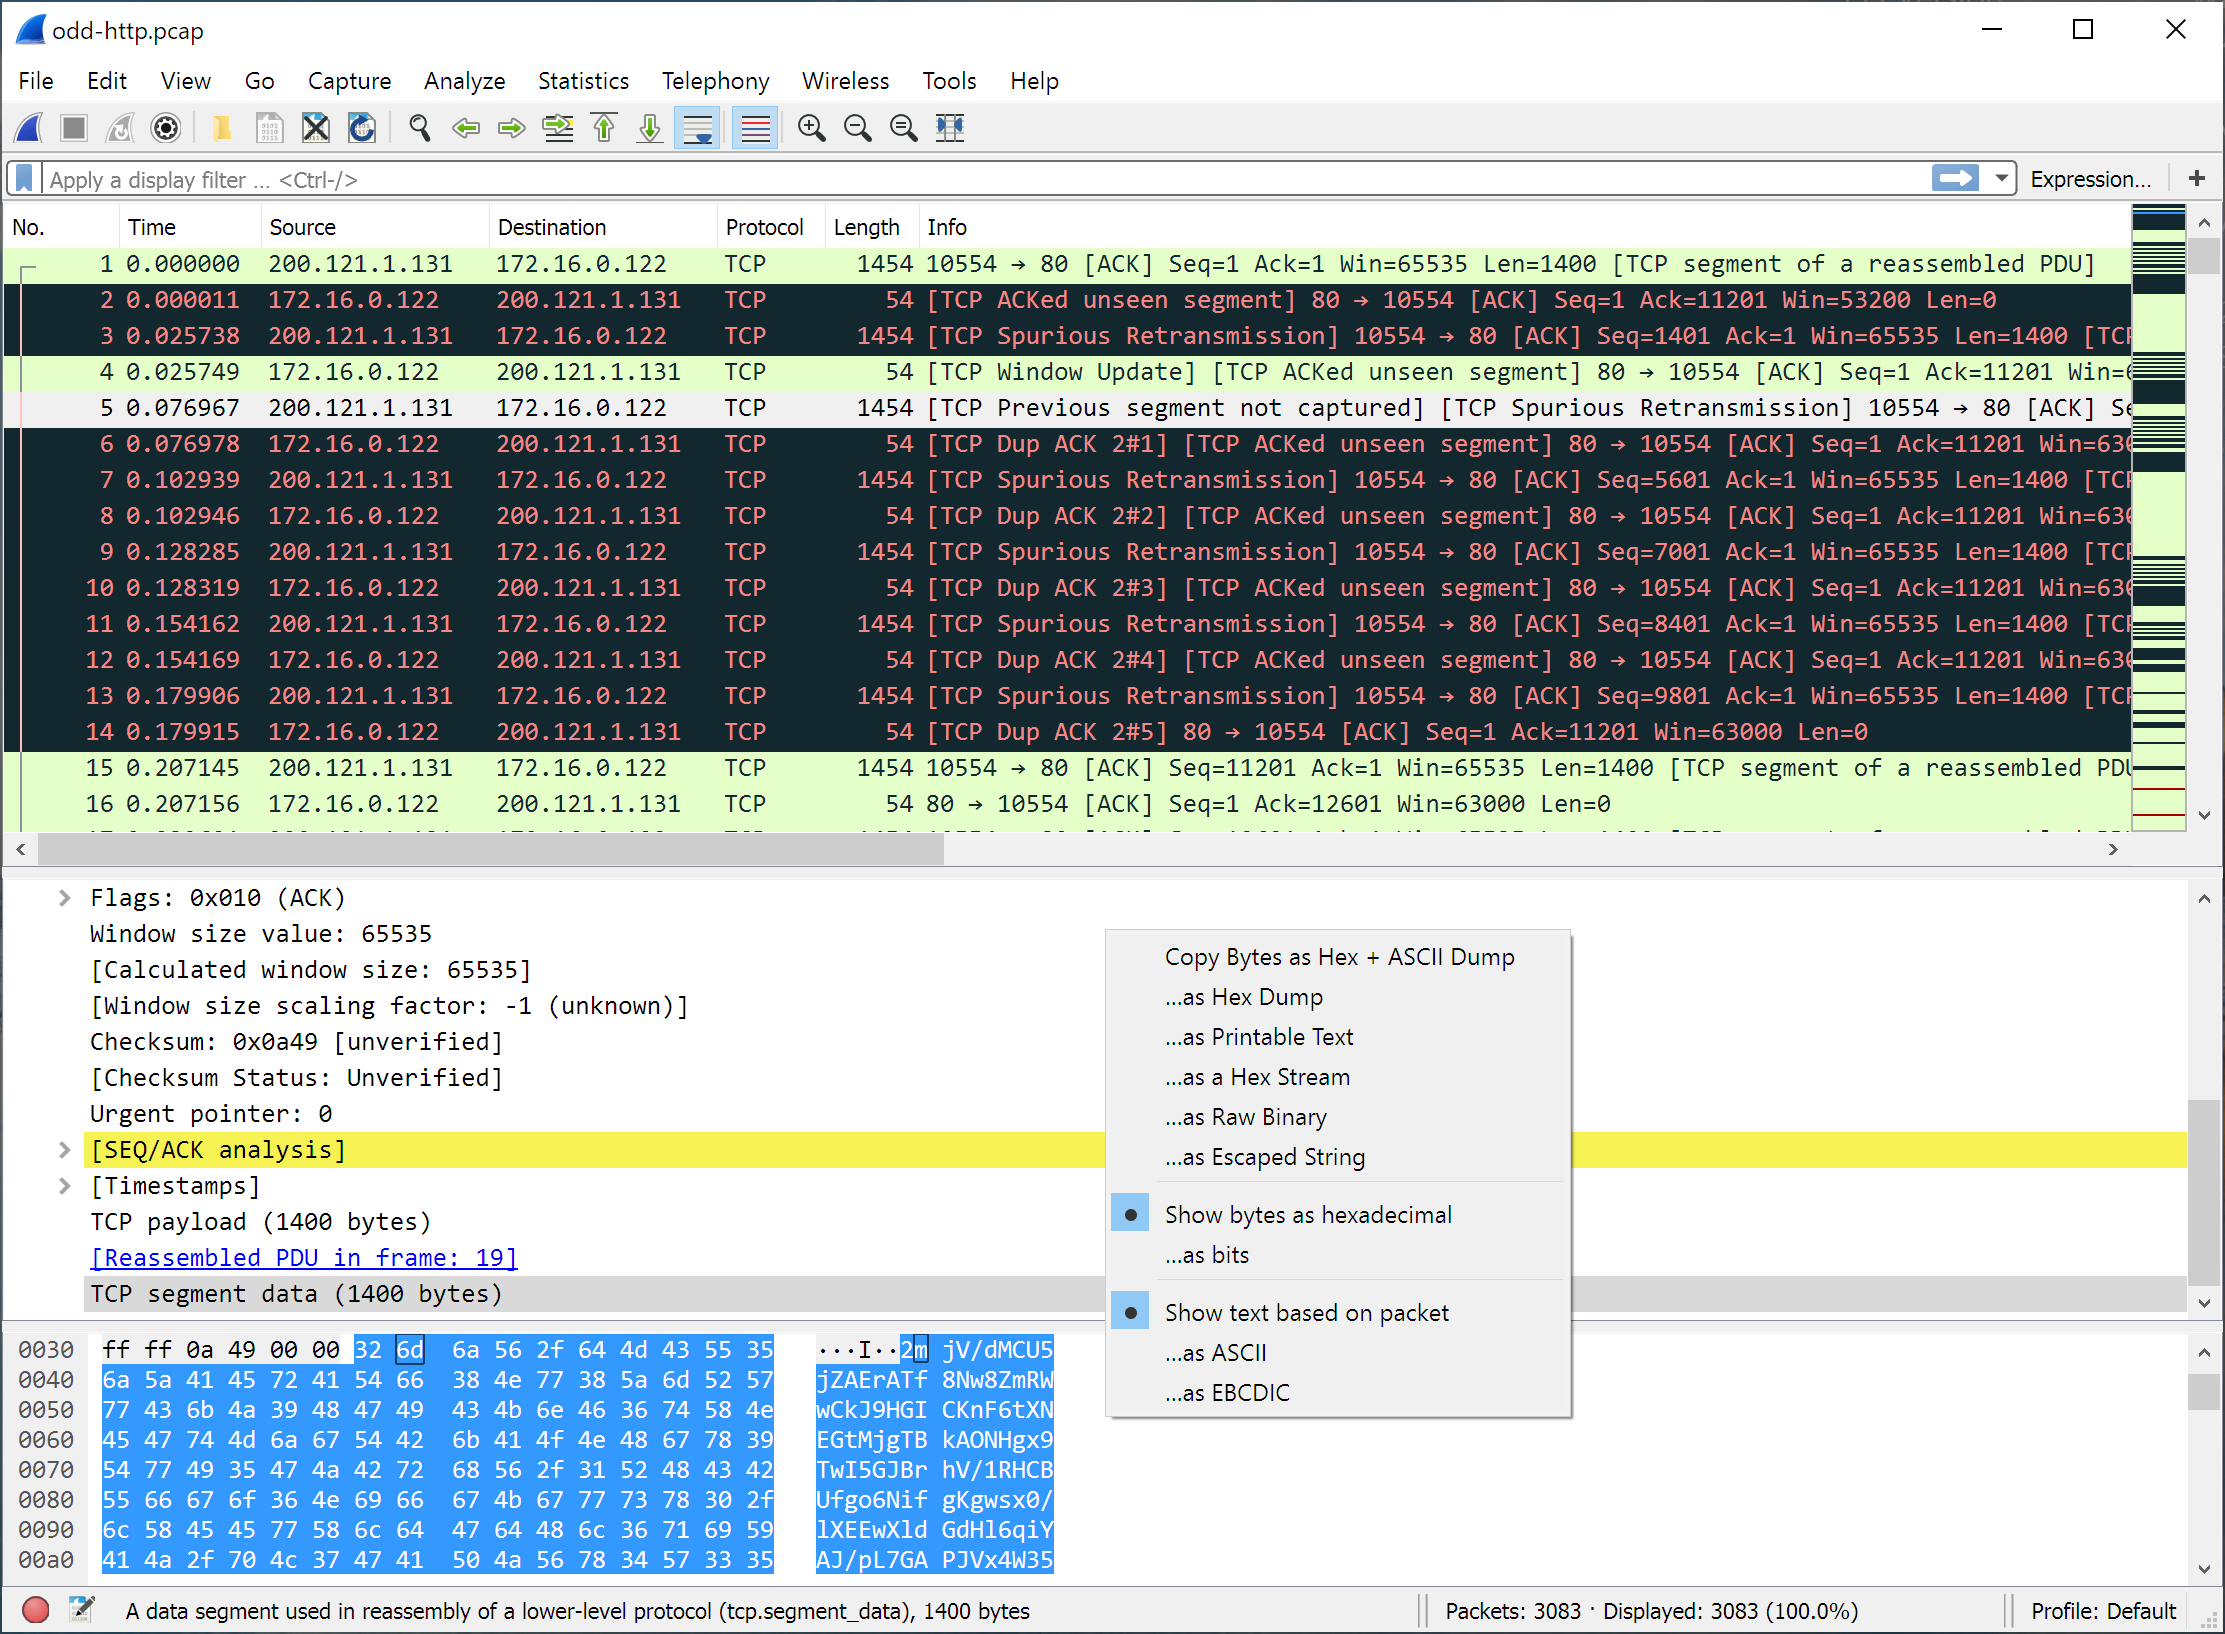 odd-http.pcap
File Edit View Go Capture Analyze Statistics Telephony Wireless Tools Help
Apply a display filter ... <Ctrl-/> Expression... +
No. Time Source Destination Protocol Length Info
1 0.000000 200.121.1.131 172.16.0.122 TCP 1454 10554 → 80 [ACK] Seq=1 Ack=1 Win=65535 Len=1400 [TCP segment of a reassembled PDU]
2 0.000011 172.16.0.122 200.121.1.131 TCP 54 [TCP ACKed unseen segment] 80 → 10554 [ACK] Seq=1 Ack=11201 Win=53200 Len=0
3 0.025738 200.121.1.131 172.16.0.122 TCP 1454 [TCP Spurious Retransmission] 10554 → 80 [ACK] Seq=1401 Ack=1 Win=65535 Len=1400 [TCP
4 0.025749 172.16.0.122 200.121.1.131 TCP 54 [TCP Window Update] [TCP ACKed unseen segment] 80 → 10554 [ACK] Seq=1 Ack=11201 Win=6
5 0.076967 200.121.1.131 172.16.0.122 TCP 1454 [TCP Previous segment not captured] [TCP Spurious Retransmission] 10554 → 80 [ACK] Se
6 0.076978 172.16.0.122 200.121.1.131 TCP 54 [TCP Dup ACK 2#1] [TCP ACKed unseen segment] 80 → 10554 [ACK] Seq=1 Ack=11201 Win=630
7 0.102939 200.121.1.131 172.16.0.122 TCP 1454 [TCP Spurious Retransmission] 10554 → 80 [ACK] Seq=5601 Ack=1 Win=65535 Len=1400 [TCP
8 0.102946 172.16.0.122 200.121.1.131 TCP 54 [TCP Dup ACK 2#2] [TCP ACKed unseen segment] 80 → 10554 [ACK] Seq=1 Ack=11201 Win=630
9 0.128285 200.121.1.131 172.16.0.122 TCP 1454 [TCP Spurious Retransmission] 10554 → 80 [ACK] Seq=7001 Ack=1 Win=65535 Len=1400 [TCP
10 0.128319 172.16.0.122 200.121.1.131 TCP 54 [TCP Dup ACK 2#3] [TCP ACKed unseen segment] 80 → 10554 [ACK] Seq=1 Ack=11201 Win=630
11 0.154162 200.121.1.131 172.16.0.122 TCP 1454 [TCP Spurious Retransmission] 10554 → 80 [ACK] Seq=8401 Ack=1 Win=65535 Len=1400 [TCP
12 0.154169 172.16.0.122 200.121.1.131 TCP 54 [TCP Dup ACK 2#4] [TCP ACKed unseen segment] 80 → 10554 [ACK] Seq=1 Ack=11201 Win=630
13 0.179906 200.121.1.131 172.16.0.122 TCP 1454 [TCP Spurious Retransmission] 10554 → 80 [ACK] Seq=9801 Ack=1 Win=65535 Len=1400 [TCP
14 0.179915 172.16.0.122 200.121.1.131 TCP 54 [TCP Dup ACK 2#5] 80 → 10554 [ACK] Seq=1 Ack=11201 Win=63000 Len=0
15 0.207145 200.121.1.131 172.16.0.122 TCP 1454 10554 → 80 [ACK] Seq=11201 Ack=1 Win=65535 Len=1400 [TCP segment of a reassembled PDU
16 0.207156 172.16.0.122 200.121.1.131 TCP 54 80 → 10554 [ACK] Seq=1 Ack=12601 Win=63000 Len=0
Flags: 0x010 (ACK)
Window size value: 65535
[Calculated window size: 65535]
[Window size scaling factor: -1 (unknown)]
Checksum: 0x0a49 [unverified]
[Checksum Status: Unverified]
Urgent pointer: 0
[SEQ/ACK analysis]
[Timestamps]
TCP payload (1400 bytes)
[Reassembled PDU in frame: 19]
TCP segment data (1400 bytes)
Copy Bytes as Hex + ASCII Dump
...as Hex Dump
...as Printable Text
...as a Hex Stream
...as Raw Binary
...as Escaped String
Show bytes as hexadecimal
...as bits
Show text based on packet
...as ASCII
...as EBCDIC
0030 ff ff 0a 49 00 00 32 6d 6a 56 2f 64 4d 43 55 35 ···I··2m jV/dMCU5
0040 6a 5a 41 45 72 41 54 66 38 4e 77 38 5a 6d 52 57 jZAErATf 8Nw8ZmRW
0050 77 43 6b 4a 39 48 47 49 43 4b 6e 46 36 74 58 4e wCkJ9HGI CKnF6tXN
0060 45 47 74 4d 6a 67 54 42 6b 41 4f 4e 48 67 78 39 EGtMjgTB kAONHgx9
0070 54 77 49 35 47 4a 42 72 68 56 2f 31 52 48 43 42 TwI5GJBr hV/1RHCB
0080 55 66 67 6f 36 4e 69 66 67 4b 67 77 73 78 30 2f Ufgo6Nif gKgwsx0/
0090 6c 58 45 45 77 58 6c 64 47 64 48 6c 36 71 69 59 lXEEwXld GdHl6qiY
00a0 41 4a 2f 70 4c 37 47 41 50 4a 56 78 34 57 33 35 AJ/pL7GA PJVx4W35
A data segment used in reassembly of a lower-level protocol (tcp.segment_data), 1400 bytes Packets: 3083 · Displayed: 3083 (100.0%) Profile: Default